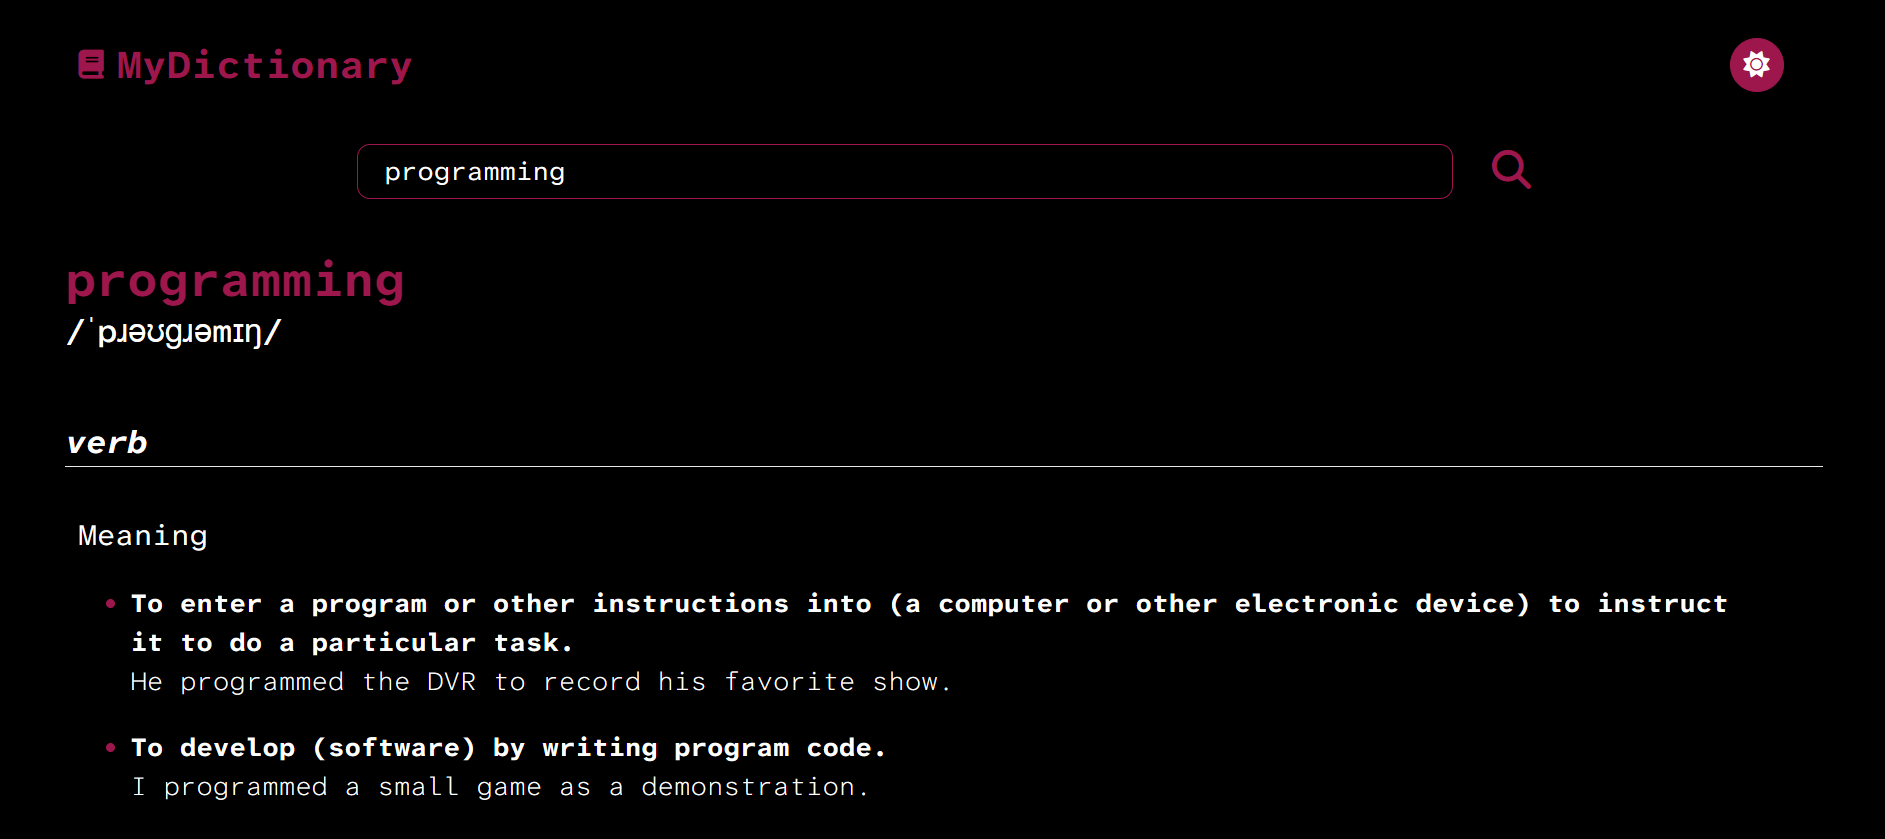 MyDictionary
programming
programming
/ˈpɹəʊɡɹəmɪŋ/
verb
Meaning
To enter a program or other instructions into (a computer or other electronic device) to instruct
it to do a particular task.
He programmed the DVR to record his favorite show.
To develop (software) by writing program code.
I programmed a small game as a demonstration.